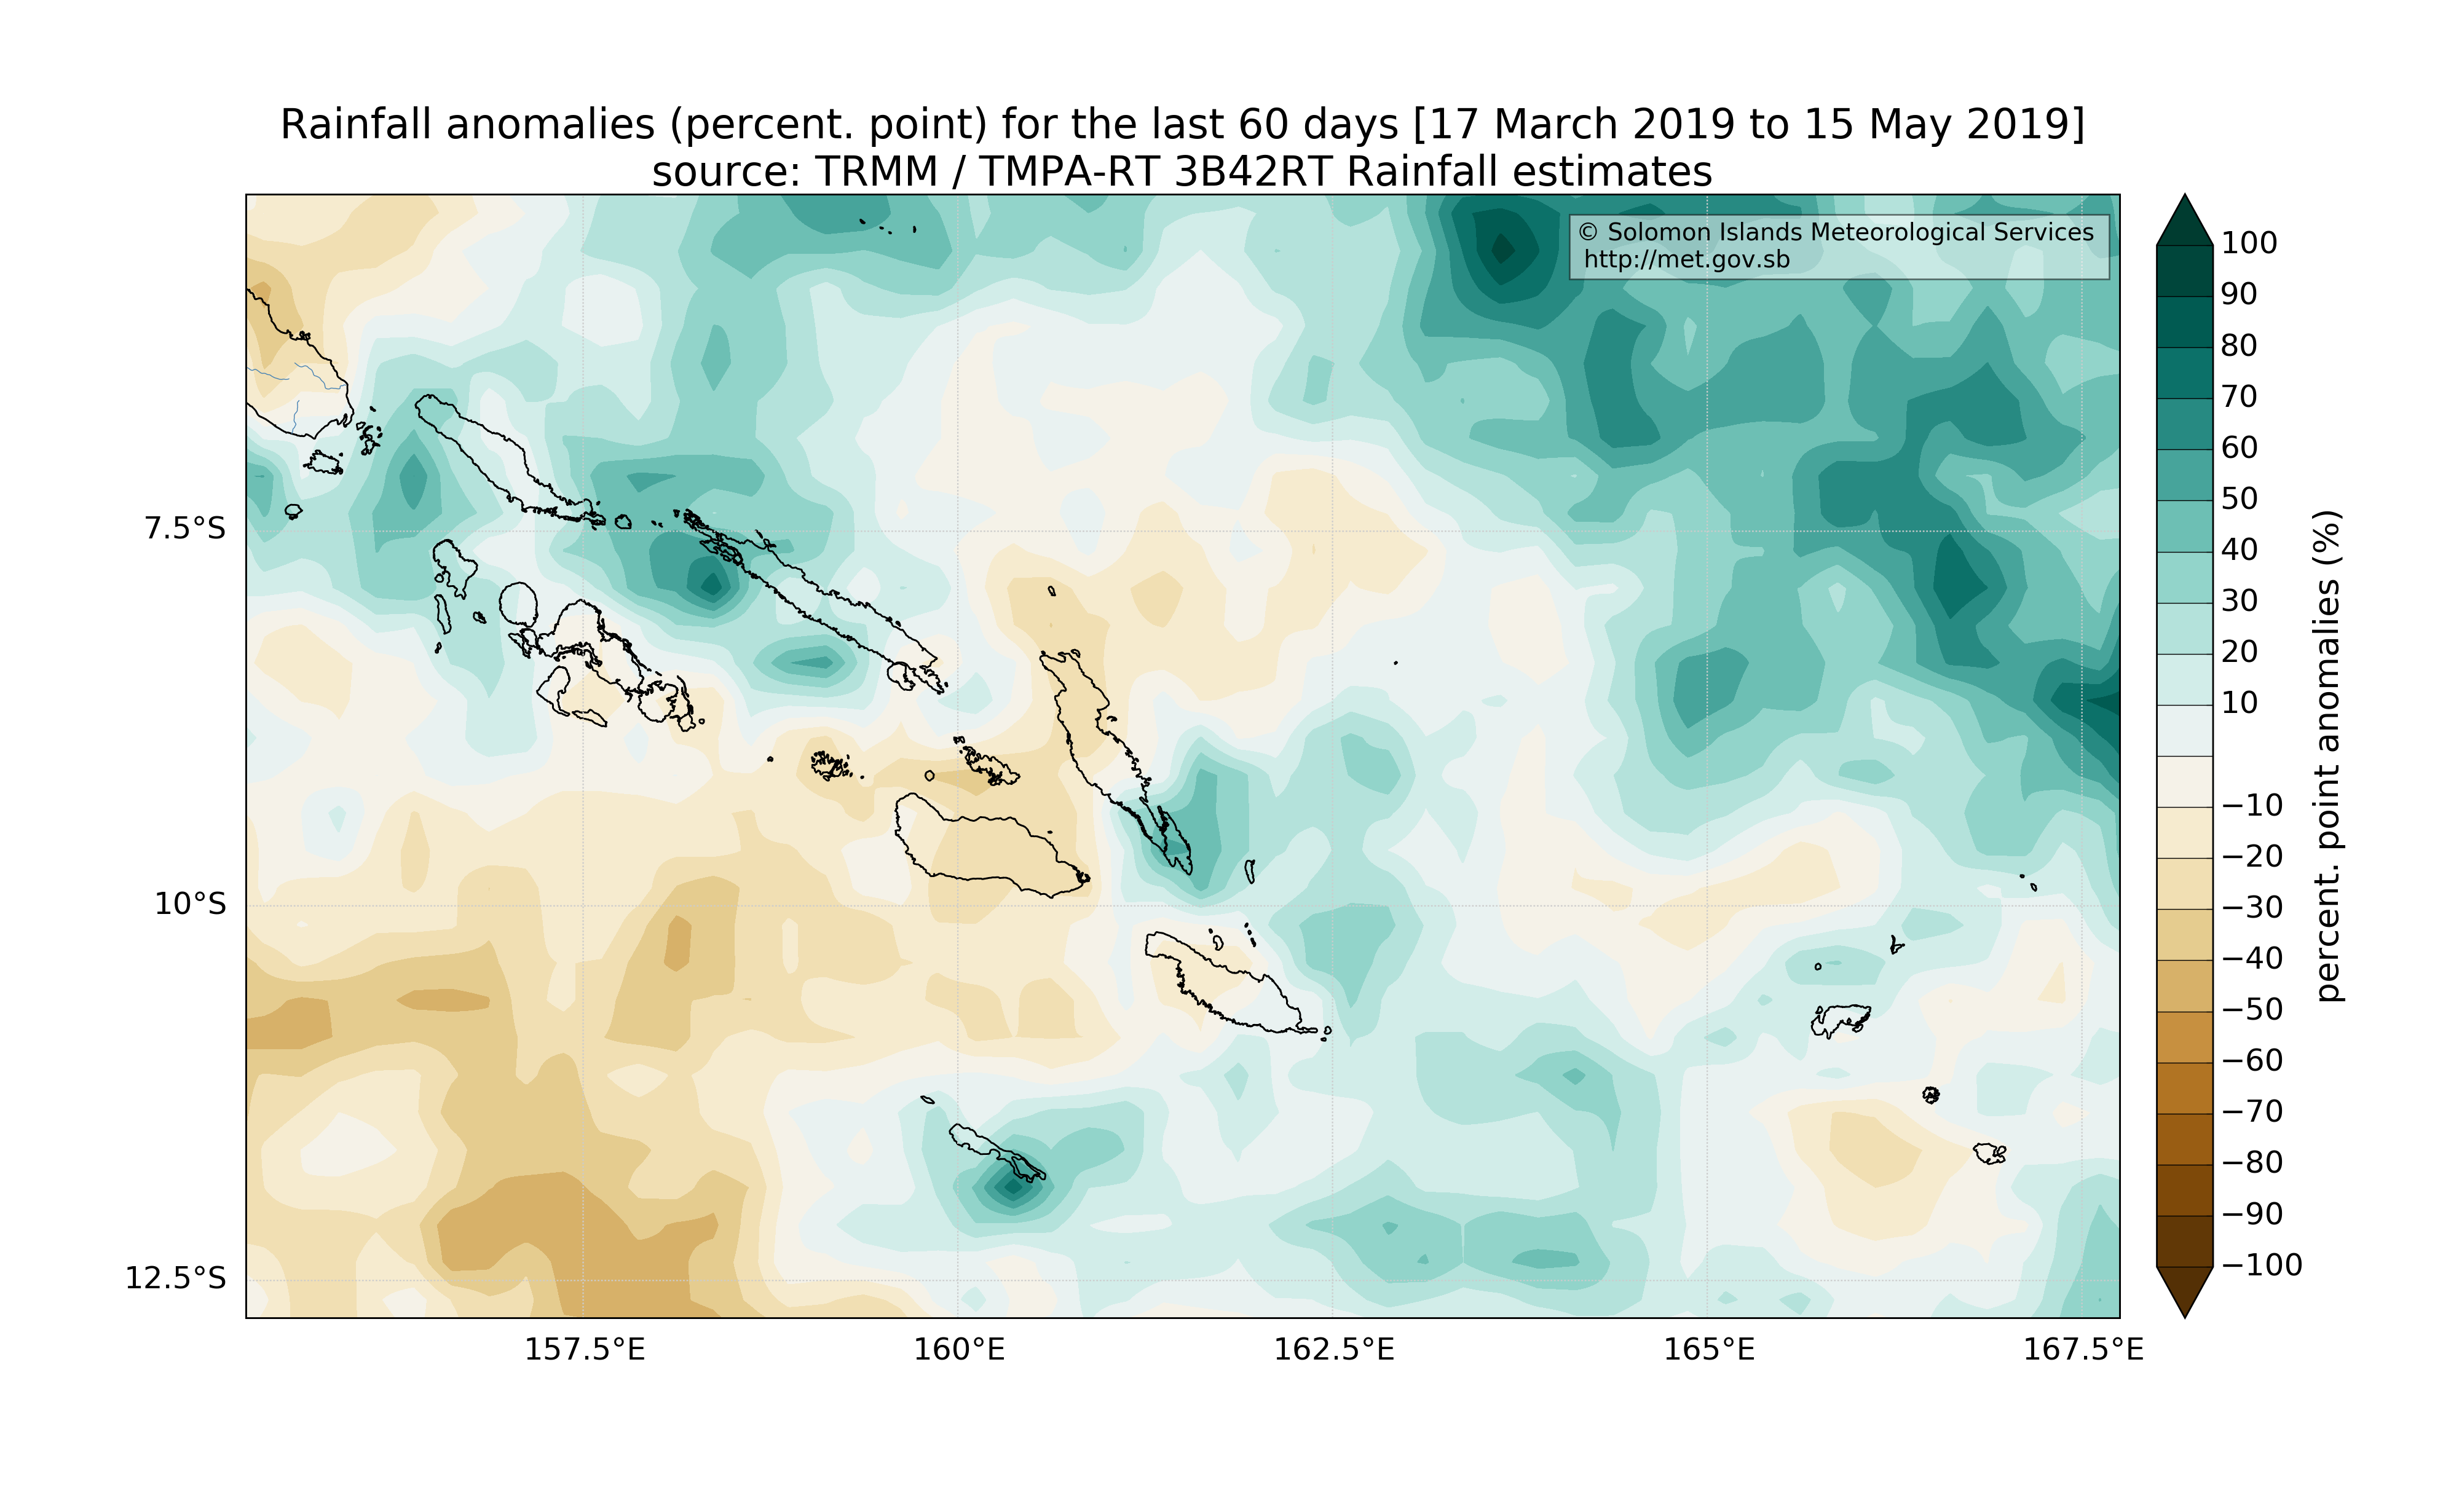 Rainfall anomalies (percent. point) for the last 60 days [17 March 2019 to 15 May 2019]
source: TRMM / TMPA-RT 3B42RT Rainfall estimates
© Solomon Islands Meteorological Services
http://met.gov.sb
7.5°S
10°S
12.5°S
157.5°E
160°E
162.5°E
165°E
167.5°E
100
90
80
70
60
50
40
30
20
10
−10
−20
−30
−40
−50
−60
−70
−80
−90
−100
percent. point anomalies (%)